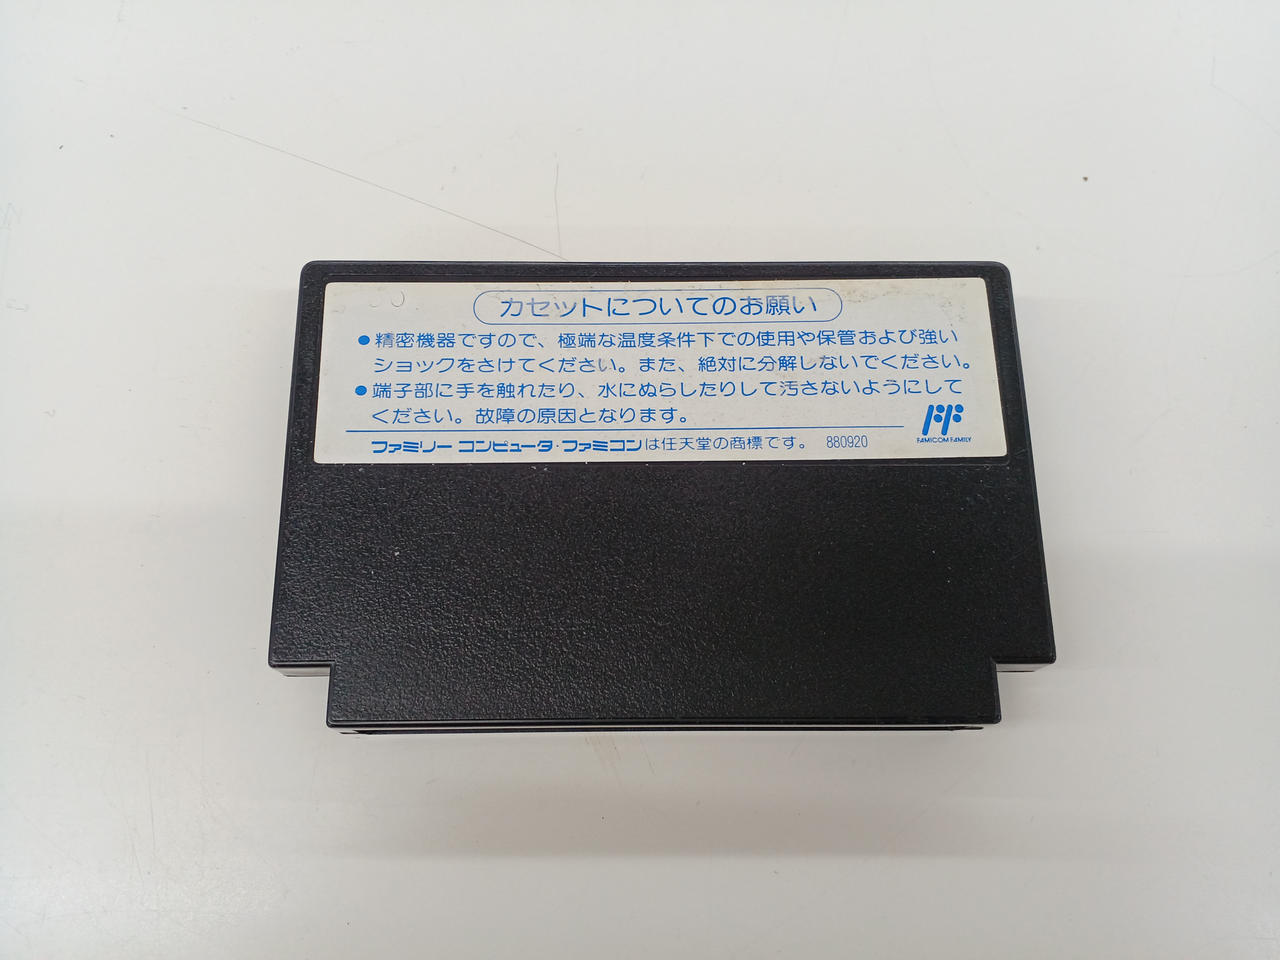 カセットについてのお願い
●精密機器ですので、極端な温度条件下での使用や保管および強い
ショックをさけてください。また、絶対に分解しないでください。
●端子部に手を触れたり、水にぬらしたりして汚さないようにして
ください。故障の原因となります。
FAMICOM FAMILY
ファミリー コンピュータ・ファミコンは任天堂の商標です。 880920